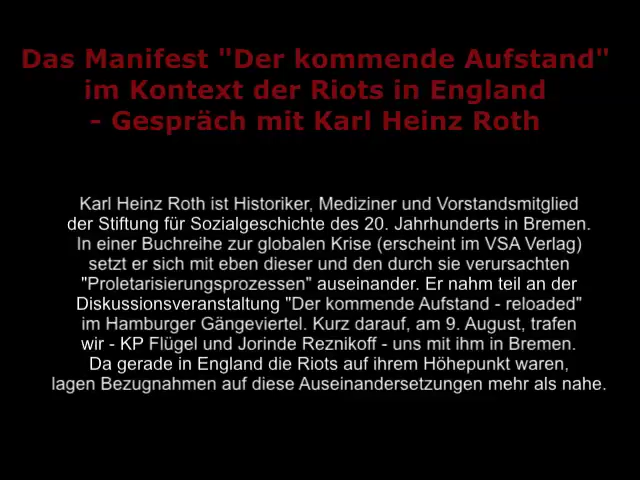 Das Manifest "Der kommende Aufstand"
im Kontext der Riots in England
- Gespräch mit Karl Heinz Roth
Karl Heinz Roth ist Historiker, Mediziner und Vorstandsmitglied
der Stiftung für Sozialgeschichte des 20. Jahrhunderts in Bremen.
In einer Buchreihe zur globalen Krise (erscheint im VSA Verlag)
setzt er sich mit eben dieser und den durch sie verursachten
"Proletarisierungsprozessen" auseinander. Er nahm teil an der
Diskussionsveranstaltung "Der kommende Aufstand - reloaded"
im Hamburger Gängeviertel. Kurz darauf, am 9. August, trafen
wir - KP Flügel und Jorinde Reznikoff - uns mit ihm in Bremen.
Da gerade in England die Riots auf ihrem Höhepunkt waren,
lagen Bezugnahmen auf diese Auseinandersetzungen mehr als nahe.